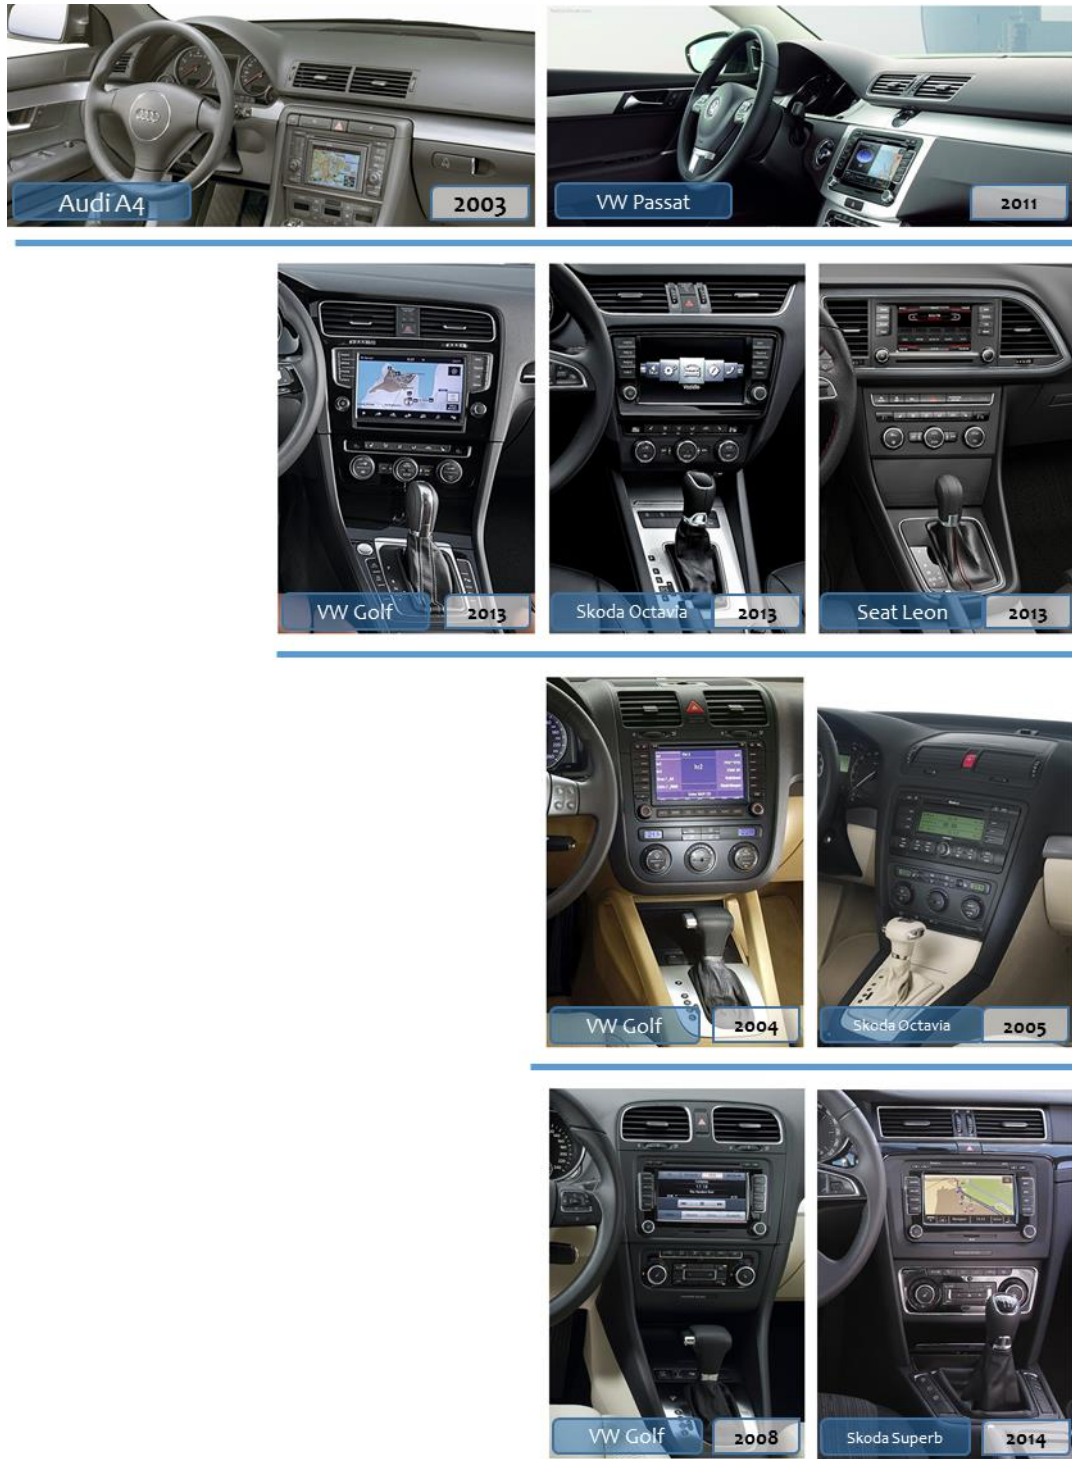 Audi A4
2003
VW Passat
2011
VW Golf
2013
Skoda Octavia
2013
Seat Leon
2013
VW Golf
2004
Skoda Octavia
2005
VW Golf
2008
Skoda Superb
2014